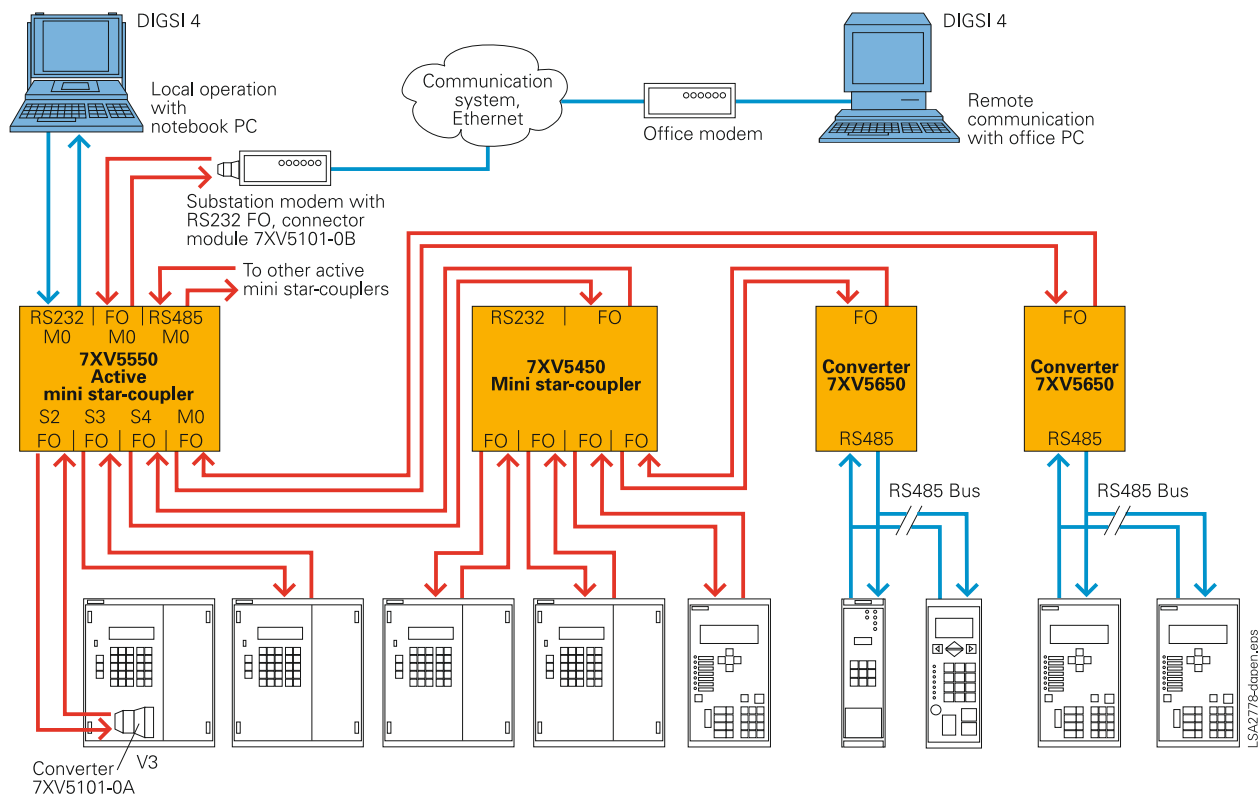 DIGSI 4
DIGSI 4
Local operation
with
notebook PC
Communication
system,
Ethernet
Office modem
Remote
communication
with office PC
Substation modem with
RS232 FO, connector
module 7XV5101-0B
To other active
mini star-couplers
RS232 | FO | RS485
M0 M0 M0
7XV5550
Active
mini star-coupler
S2 S3 S4 M0
FO | FO | FO | FO
RS232 | FO
7XV5450
Mini star-coupler
FO | FO | FO | FO
FO
Converter
7XV5650
RS485
FO
Converter
7XV5650
RS485
RS485 Bus
RS485 Bus
Converter
7XV5101-0A
V3
LSA2778-dgpen.eps